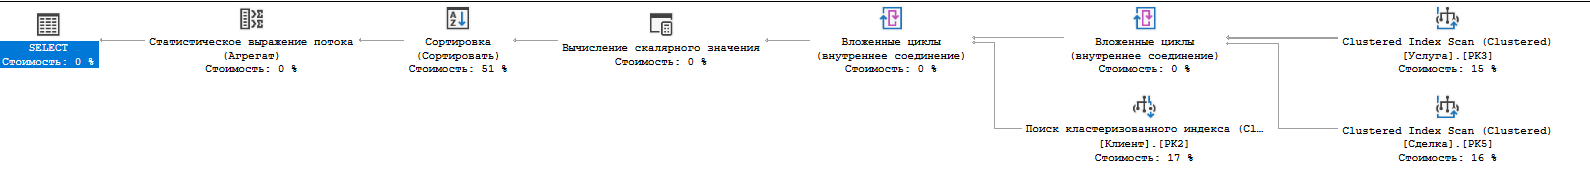 SELECT
Стоимость: 0 %
Статистическое выражение потока
(Агрегат)
Стоимость: 0 %
Сортировка
(Сортировать)
Стоимость: 51 %
Вычисление скалярного значения
Стоимость: 0 %
Вложенные циклы
(внутреннее соединение)
Стоимость: 0 %
Вложенные циклы
(внутреннее соединение)
Стоимость: 0 %
Clustered Index Scan (Clustered)
[Услуга].[PK3]
Стоимость: 15 %
Поиск кластеризованного индекса (Cl…
[Клиент].[PK2]
Стоимость: 17 %
Clustered Index Scan (Clustered)
[Сделка].[PK5]
Стоимость: 16 %